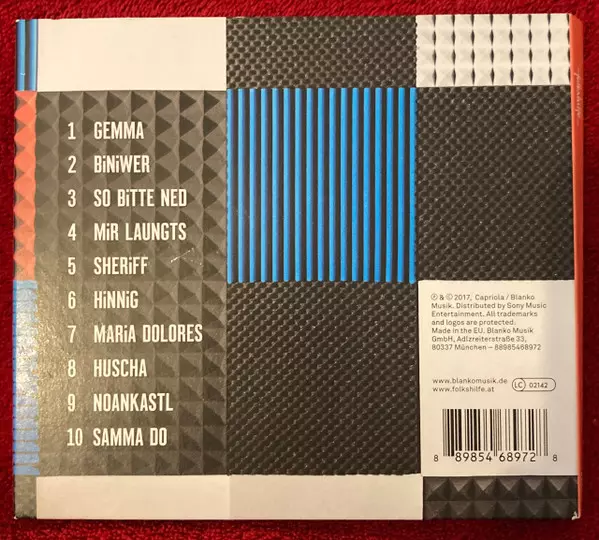 1 GEMMA
2 BiNiWER
3 SO BiTTE NED
4 MiR LAUNGTS
5 SHERiFF
6 HiNNiG
7 MARiA DOLORES
8 HUSCHA
9 NOANKASTL
10 SAMMA DO
℗ & © 2017, Capriola / Blanko
Musik. Distributed by Sony Music
Entertainment. All trademarks
and logos are protected.
Made in the EU. Blanko Musik
GmbH, Adlzreiterstraße 33,
80337 München – 88985468972
www.blankomusik.de
www.folkshilfe.at
LC 02142
8 89854 68972 8